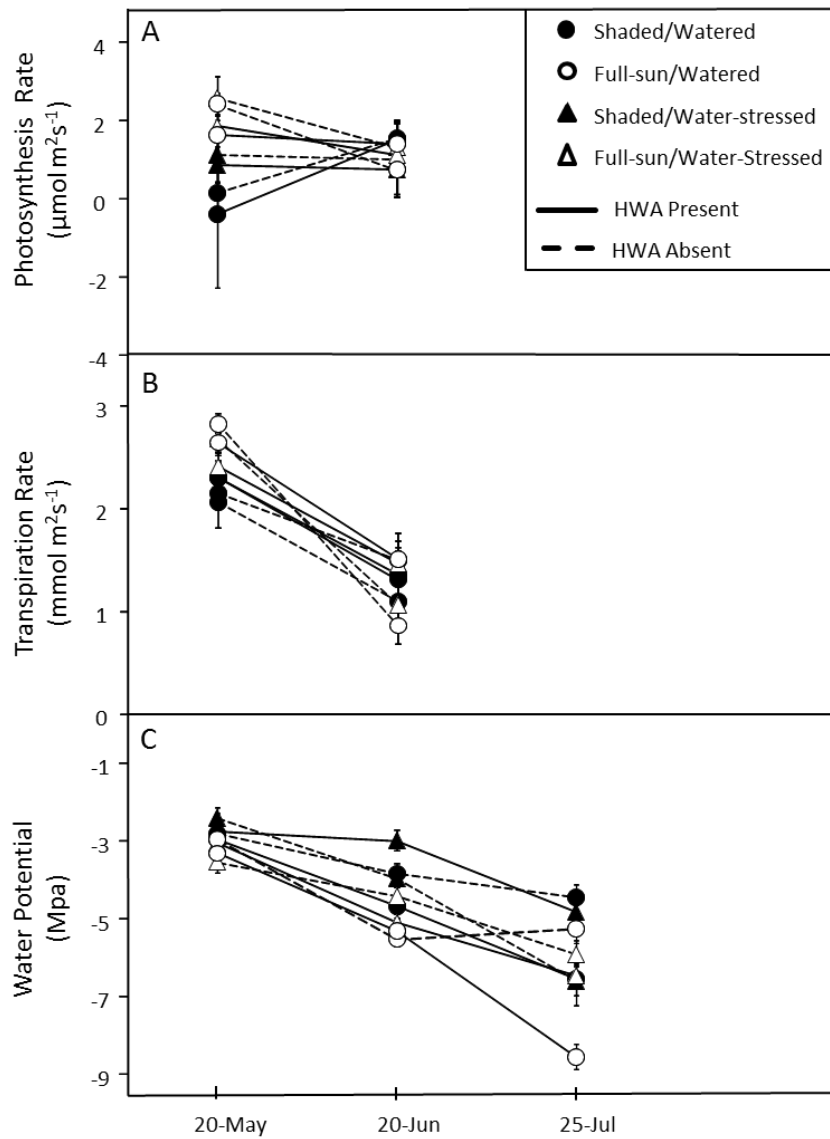 A
Photosynthesis Rate
(μmol m²s⁻¹)
4
2
0
-2
-4
Shaded/Watered
Full-sun/Watered
Shaded/Water-stressed
Full-sun/Water-Stressed
HWA Present
HWA Absent
B
Transpiration Rate
(mmol m²s⁻¹)
3
2
1
0
C
Water Potential
(Mpa)
-1
-3
-5
-7
-9
20-May
20-Jun
25-Jul